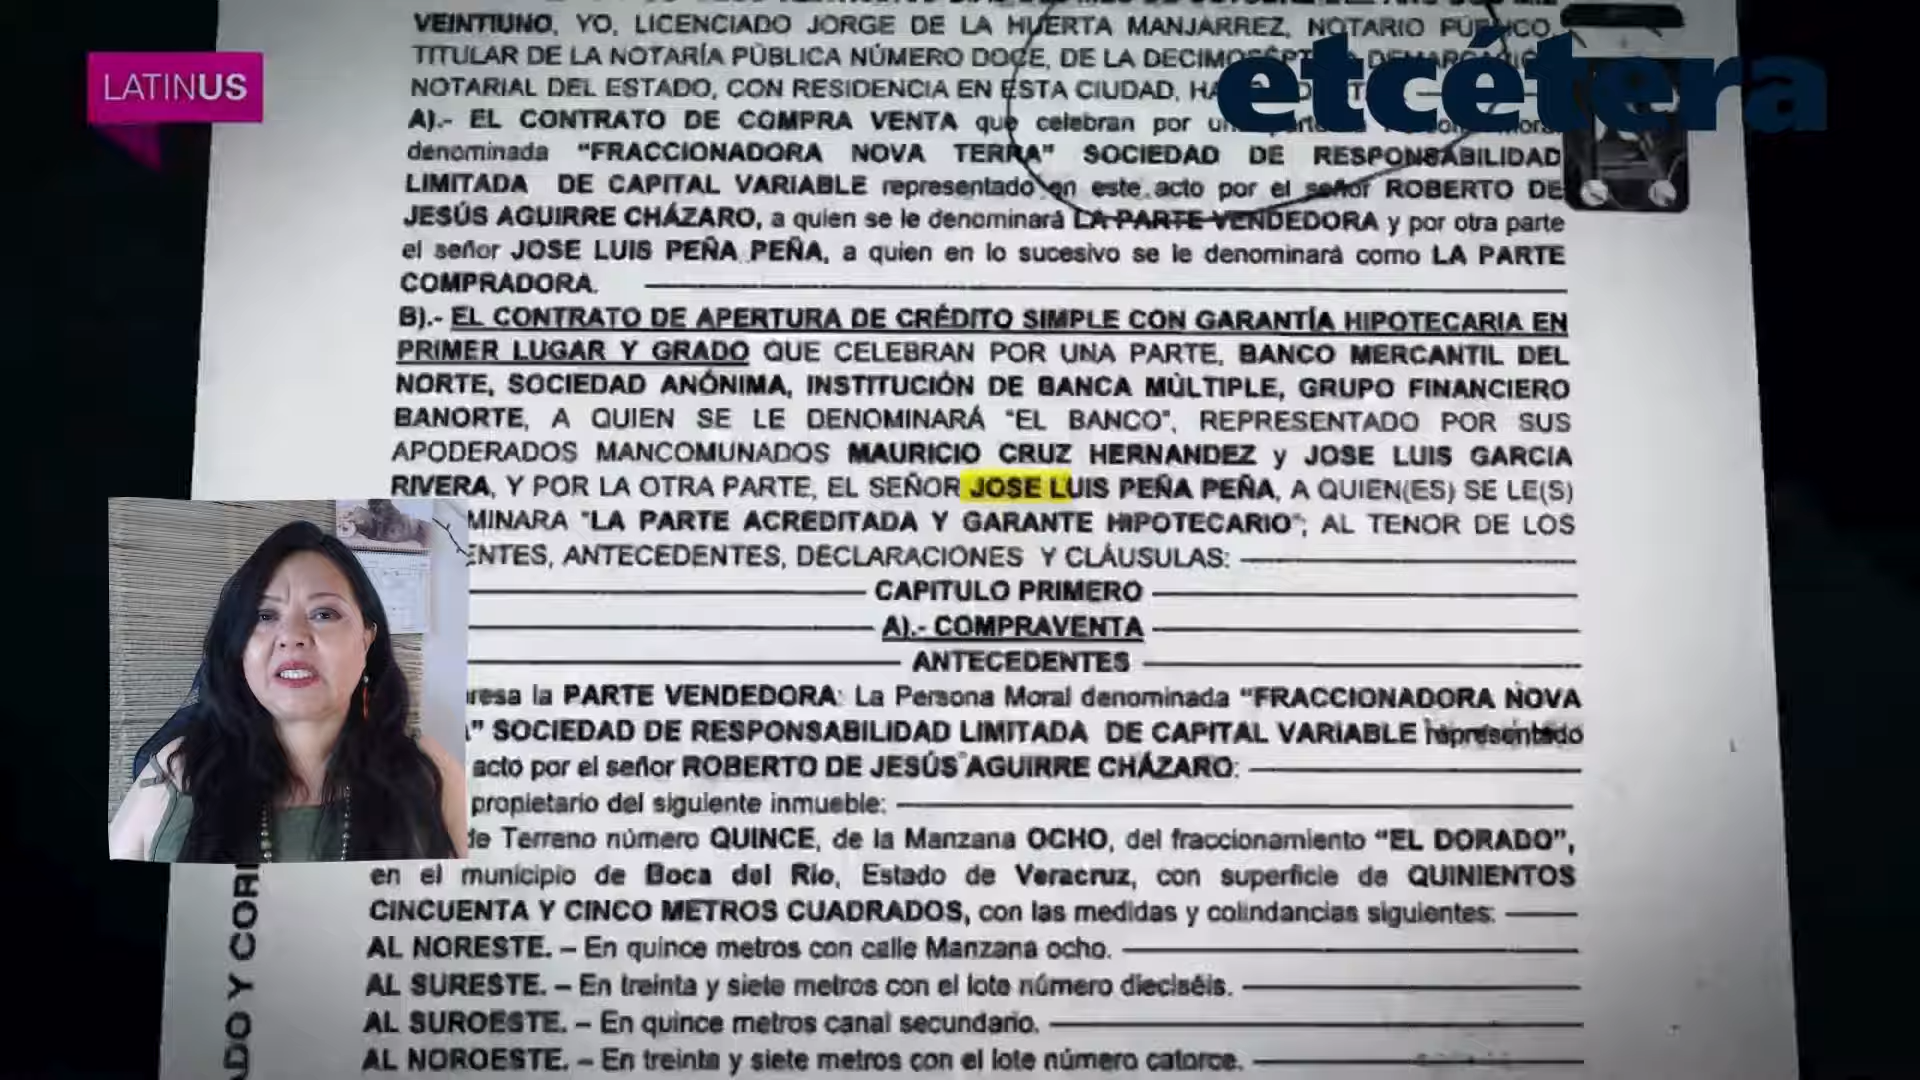 LATINUS
etcétera
VEINTIUNO, YO, LICENCIADO JORGE DE LA HUERTA MANJARREZ, NOTARIO PÚBLICO
TITULAR DE LA NOTARÍA PÚBLICA NÚMERO DOCE, DE LA
NOTARIAL DEL ESTADO, CON RESIDENCIA EN ESTA CIUDAD,
A).- EL CONTRATO DE COMPRA VENTA que celebran por
denominada "FRACCIONADORA NOVA TERRA" SOCIEDAD DE RESPONSABILIDAD
LIMITADA DE CAPITAL VARIABLE representado en este acto por el señor ROBERTO DE
JESÚS AGUIRRE CHÁZARO, a quien se le denominará LA PARTE VENDEDORA y por otra parte
el señor JOSE LUIS PEÑA PEÑA, a quien en lo sucesivo se le denominará como LA PARTE
COMPRADORA.
B).- EL CONTRATO DE APERTURA DE CRÉDITO SIMPLE CON GARANTÍA HIPOTECARIA EN
PRIMER LUGAR Y GRADO QUE CELEBRAN POR UNA PARTE, BANCO MERCANTIL DEL
NORTE, SOCIEDAD ANÓNIMA, INSTITUCIÓN DE BANCA MÚLTIPLE, GRUPO FINANCIERO
BANORTE, A QUIEN SE LE DENOMINARÁ "EL BANCO", REPRESENTADO POR SUS
APODERADOS MANCOMUNADOS MAURICIO CRUZ HERNANDEZ y JOSE LUIS GARCIA
RIVERA, Y POR LA OTRA PARTE, EL SEÑOR JOSE LUIS PEÑA PEÑA, A QUIEN(ES) SE LE(S)
MINARA "LA PARTE ACREDITADA Y GARANTE HIPOTECARIO"; AL TENOR DE LOS
ENTES, ANTECEDENTES, DECLARACIONES Y CLÁUSULAS:
CAPITULO PRIMERO
A).- COMPRAVENTA
ANTECEDENTES
resa la PARTE VENDEDORA: La Persona Moral denominada "FRACCIONADORA NOVA
" SOCIEDAD DE RESPONSABILIDAD LIMITADA DE CAPITAL VARIABLE representado
acto por el señor ROBERTO DE JESÚS AGUIRRE CHÁZARO:
propietario del siguiente inmueble:
de Terreno número QUINCE, de la Manzana OCHO, del fraccionamiento "EL DORADO",
en el municipio de Boca del Río, Estado de Veracruz, con superficie de QUINIENTOS
CINCUENTA Y CINCO METROS CUADRADOS, con las medidas y colindancias siguientes:
AL NORESTE. – En quince metros con calle Manzana ocho.
AL SURESTE. – En treinta y siete metros con el lote número dieciséis.
AL SUROESTE. – En quince metros canal secundario.
AL NOROESTE. – En treinta y siete metros con el lote número catorce.
ADO Y COR